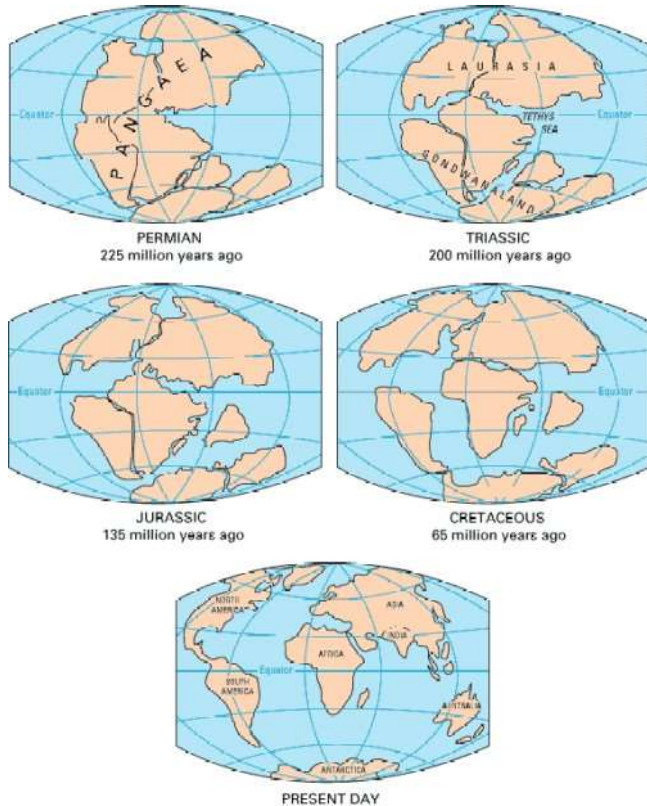 PANGAEA
Equator
PERMIAN
225 million years ago
LAURASIA
TETHYS
SEA
Equator
GONDWANALAND
TRIASSIC
200 million years ago
Equator
JURASSIC
135 million years ago
Equator
CRETACEOUS
65 million years ago
NORTH
AMERICA
ASIA
INDIA
AFRICA
Equator
SOUTH
AMERICA
AUSTRALIA
ANTARCTICA
PRESENT DAY